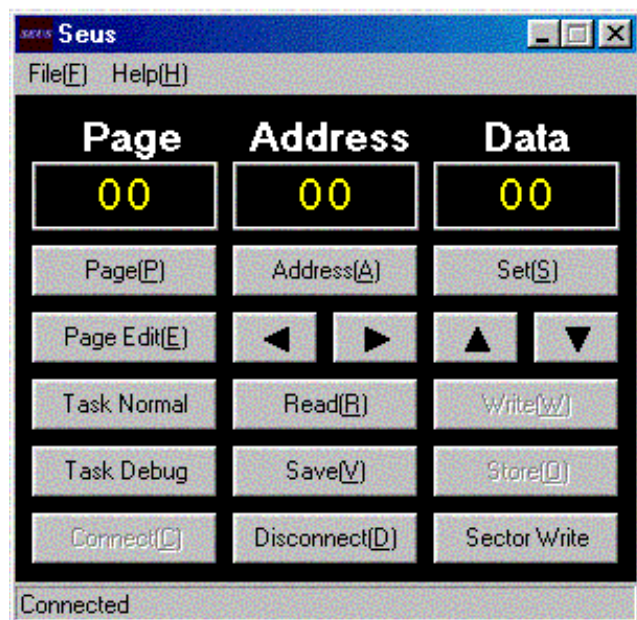 SEUS Seus
File(F) Help(H)
Page Address Data
00 00 00
Page(P) Address(A) Set(S)
Page Edit(E)
Task Normal Read(R) Write(W)
Task Debug Save(V) Store(O)
Connect(C) Disconnect(D) Sector Write
Connected